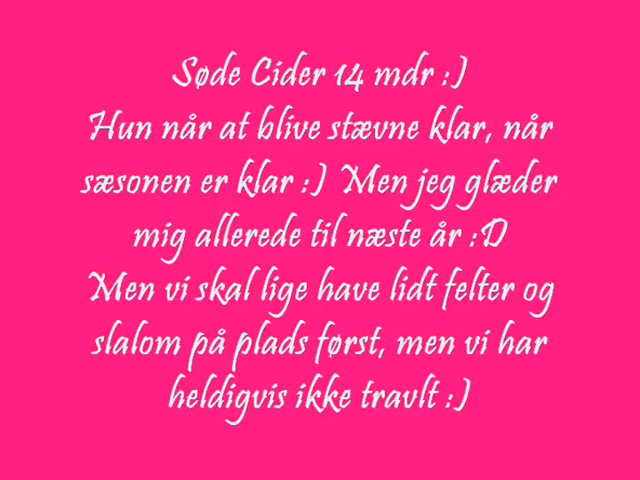 Søde Cider 14 mdr :)
Hun når at blive stævne klar, når
sæsonen er klar :) Men jeg glæder
mig allerede til næste år :D
Men vi skal lige have lidt felter og
slalom på plads først, men vi har
heldigvis ikke travlt :)